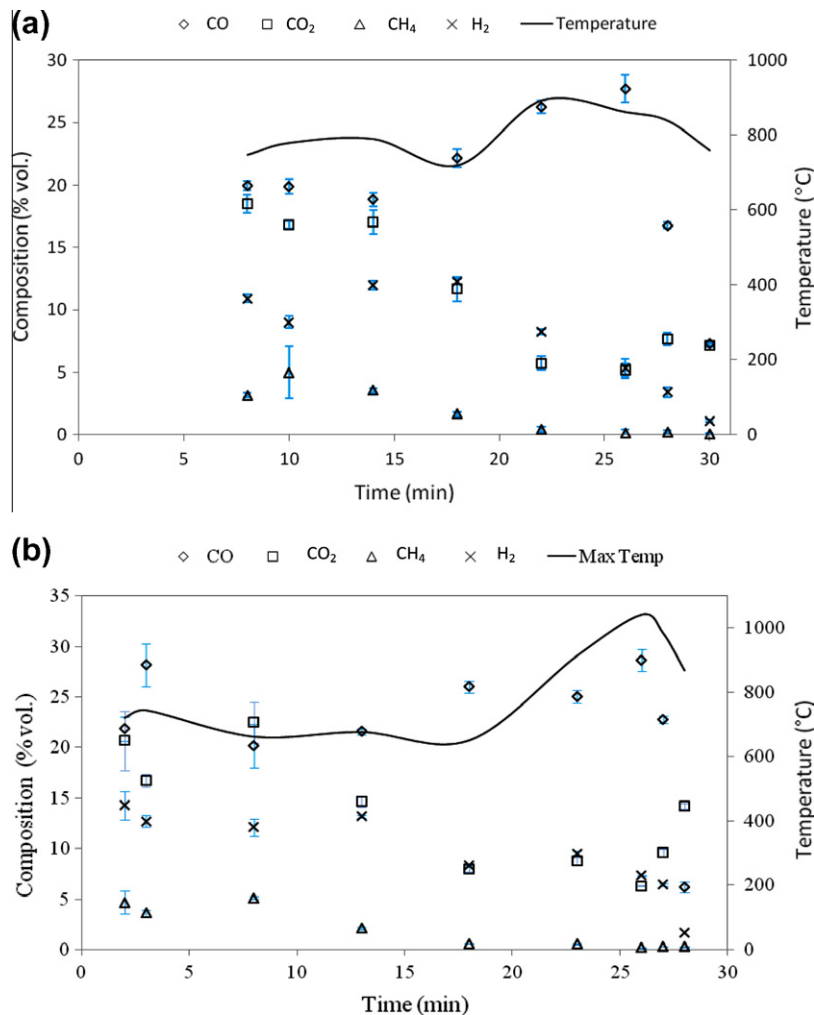 (a)
CO CO₂ CH₄ H₂ Temperature
30
25
20
15
10
5
0
Composition (% vol.)
1000
800
600
400
200
0
Temperature (°C)
0 5 10 15 20 25 30
Time (min)
(b)
CO CO₂ CH₄ H₂ Max Temp
35
30
25
20
15
10
5
0
Composition (% vol.)
1000
800
600
400
200
0
Temperature (°C)
0 5 10 15 20 25 30
Time (min)